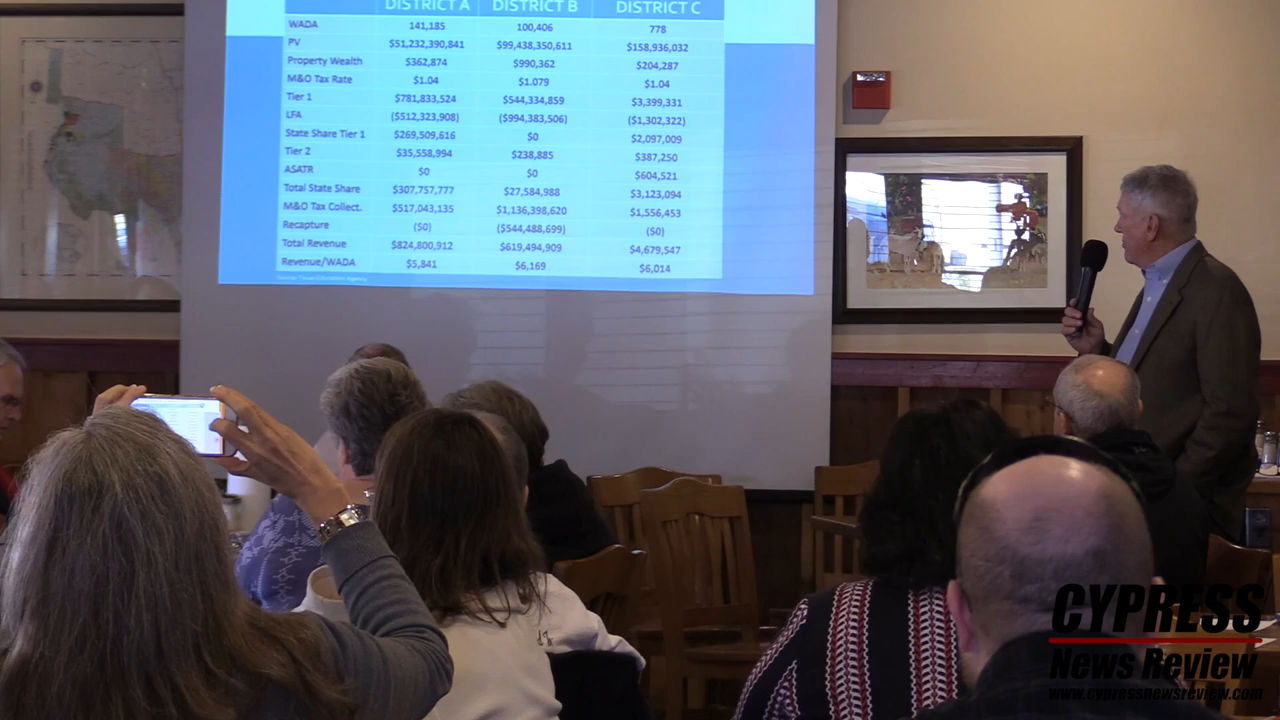 DISTRICT A DISTRICT B DISTRICT C
WADA 141,185 100,406 778
PV $51,232,390,841 $99,438,350,611 $158,936,032
Property Wealth $362,874 $990,362 $204,287
M&O Tax Rate $1.04 $1.079 $1.04
Tier 1 $781,833,524 $544,334,859 $3,399,331
LFA ($512,323,908) ($994,383,506) ($1,302,322)
State Share Tier 1 $269,509,616 $0 $2,097,009
Tier 2 $35,558,994 $238,885 $387,250
ASATR $0 $0 $604,521
Total State Share $307,757,777 $27,584,988 $3,123,094
M&O Tax Collect. $517,043,135 $1,136,398,620 $1,556,453
Recapture ($0) ($544,488,699) ($0)
Total Revenue $824,800,912 $619,494,909 $4,679,547
Revenue/WADA $5,841 $6,169 $6,014
Source: Texas Education Agency
CYPRESS
News Review
www.cypressnewsreview.com